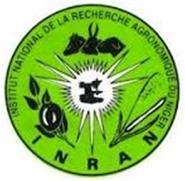 INSTITUT NATIONAL DE LA RECHERCHE AGRONOMIQUE DU NIGER
INRAN